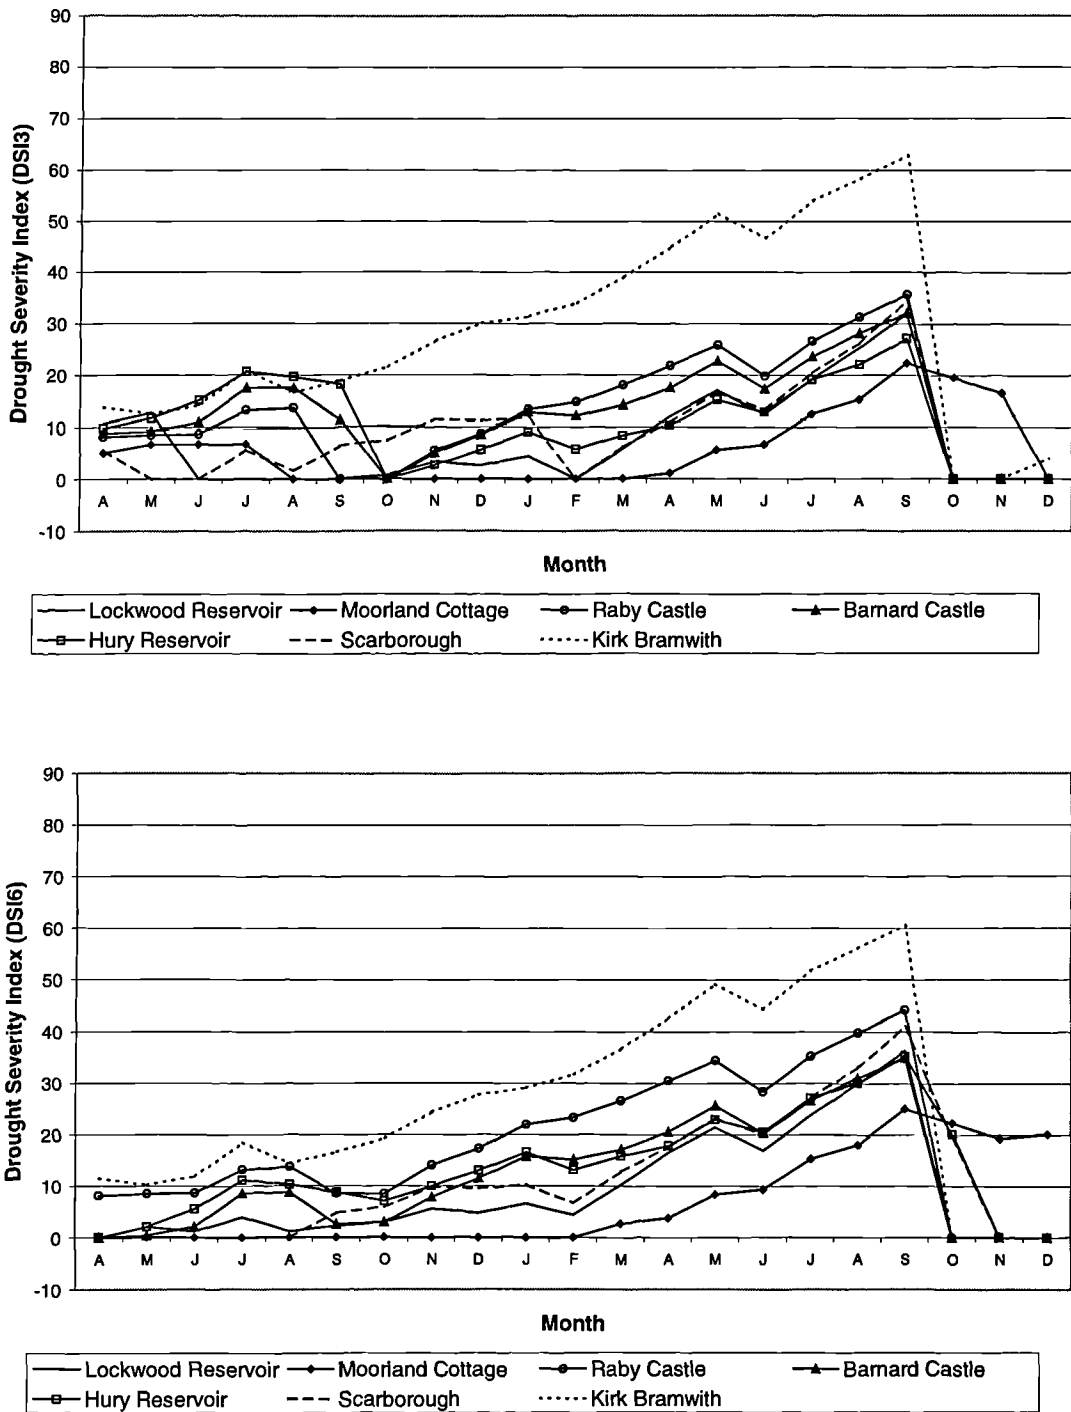 90
80
70
60
50
40
30
20
10
0
-10
Drought Severity Index (DSI3)
A M J J A S O N D J F M A M J J A S O N D
Month
Lockwood Reservoir Moorland Cottage Raby Castle Barnard Castle
Hury Reservoir Scarborough Kirk Bramwith
90
80
70
60
50
40
30
20
10
0
-10
Drought Severity Index (DSI6)
A M J J A S O N D J F M A M J J A S O N D
Month
Lockwood Reservoir Moorland Cottage Raby Castle Barnard Castle
Hury Reservoir Scarborough Kirk Bramwith